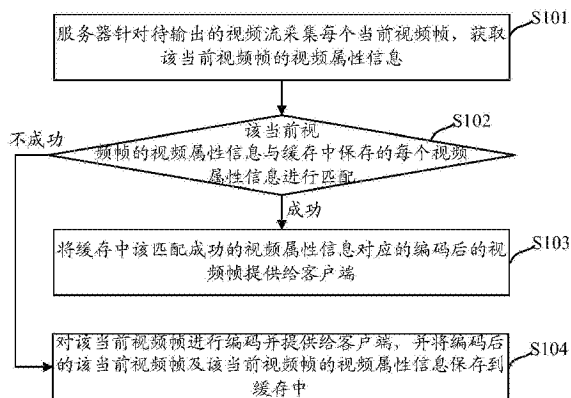 S101
服务器针对待输出的视频流采集每个当前视频帧，获取
该当前视频帧的视频属性信息
S102
不成功
该当前视
频帧的视频属性信息与缓存中保存的每个视频
属性信息进行匹配
成功
S103
将缓存中该匹配成功的视频属性信息对应的编码后的视
频帧提供给客户端
S104
对该当前视频帧进行编码并提供给客户端，并将编码后
的该当前视频帧及该当前视频帧的视频属性信息保存到
缓存中